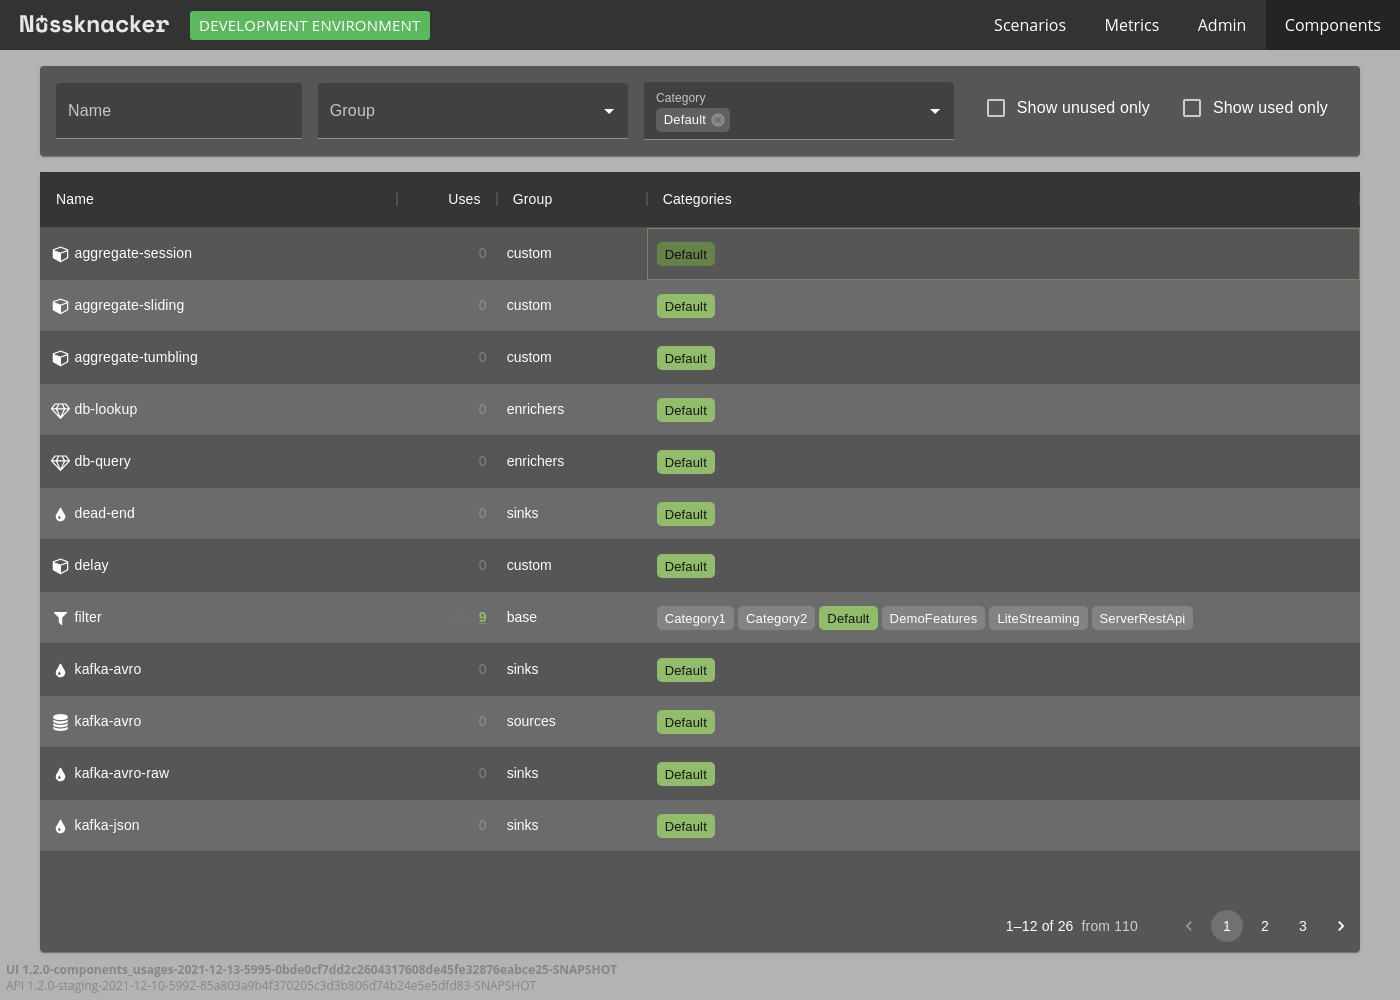 Nussknacker DEVELOPMENT ENVIRONMENT Scenarios Metrics Admin Components
Name Group Category Default Show unused only Show used only
Name Uses Group Categories
aggregate-session 0 custom Default
aggregate-sliding 0 custom Default
aggregate-tumbling 0 custom Default
db-lookup 0 enrichers Default
db-query 0 enrichers Default
dead-end 0 sinks Default
delay 0 custom Default
filter 9 base Category1 Category2 Default DemoFeatures LiteStreaming ServerRestApi
kafka-avro 0 sinks Default
kafka-avro 0 sources Default
kafka-avro-raw 0 sinks Default
kafka-json 0 sinks Default
1–12 of 26 from 110 1 2 3
UI 1.2.0-components_usages-2021-12-13-5995-0bde0cf7dd2c2604317608de45fe32876eabce25-SNAPSHOT
API 1.2.0-staging-2021-12-10-5992-85a803a9b4f370205c3d3b806d74b24e5e5dfd83-SNAPSHOT